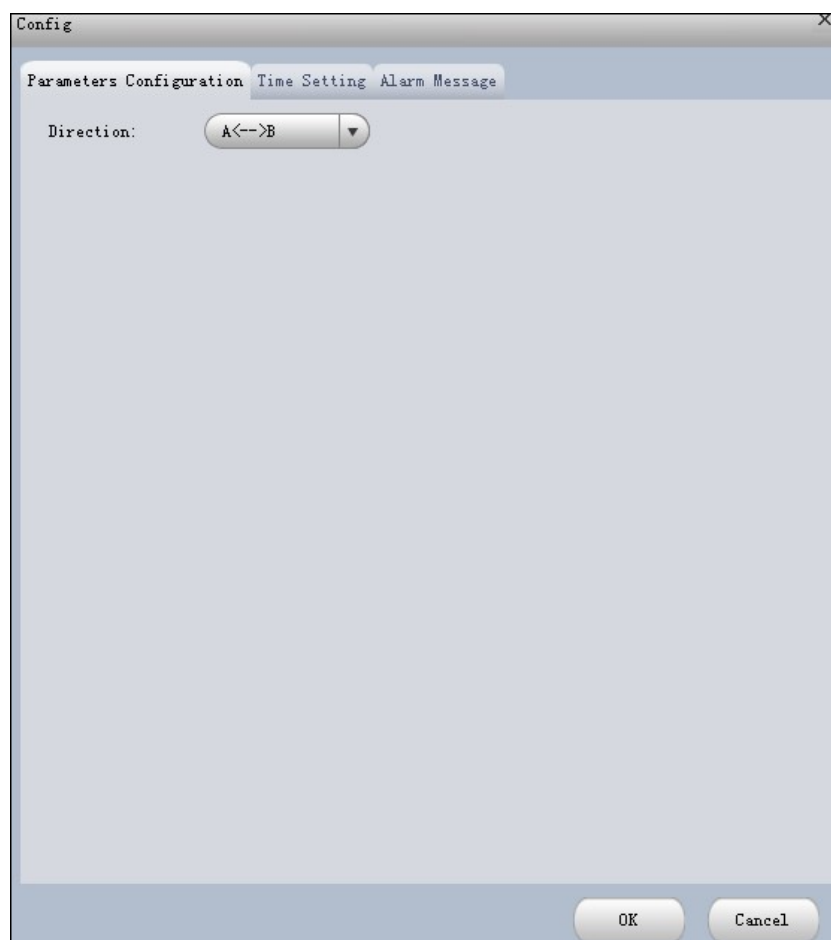 Config
Parameters Configuration Time Setting Alarm Message
Direction: A<-->B
OK Cancel